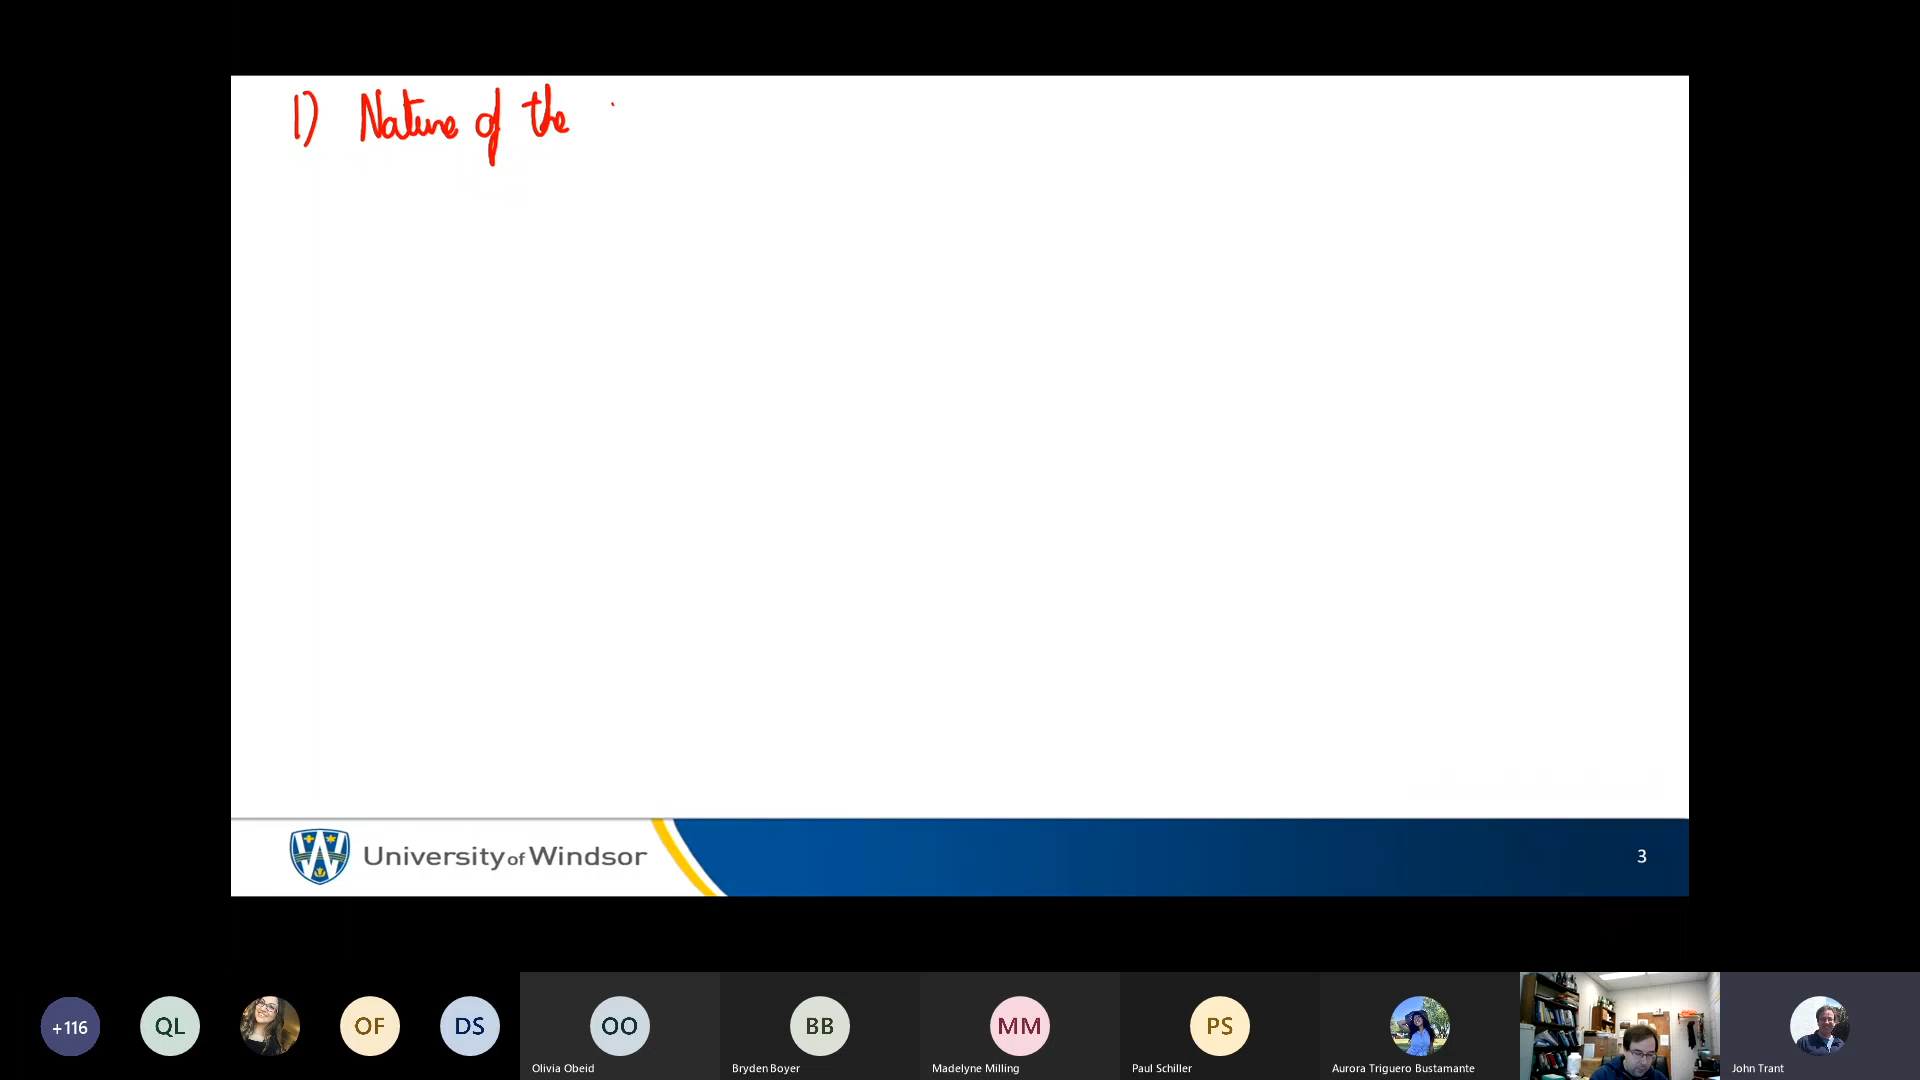 1) Nature of the
University of Windsor
3
+116
QL
OF
DS
OO
BB
MM
PS
Olivia Obeid
Bryden Boyer
Madelyne Milling
Paul Schiller
Aurora Triguero Bustamante
John Trant